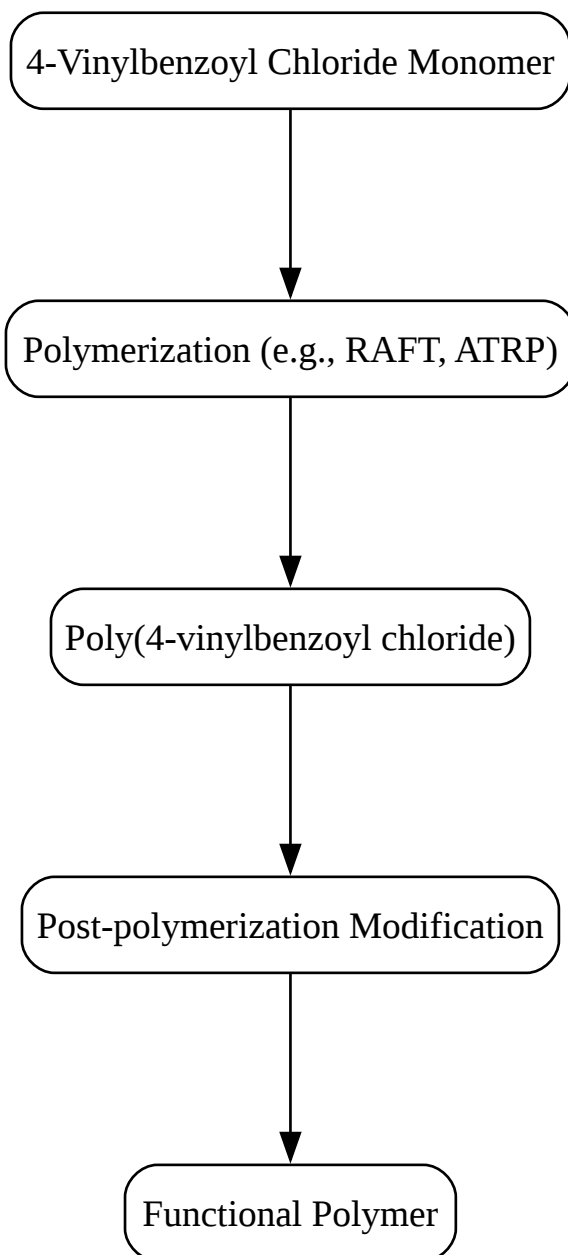 4-Vinylbenzoyl Chloride Monomer
Polymerization (e.g., RAFT, ATRP)
Poly(4-vinylbenzoyl chloride)
Post-polymerization Modification
Functional Polymer